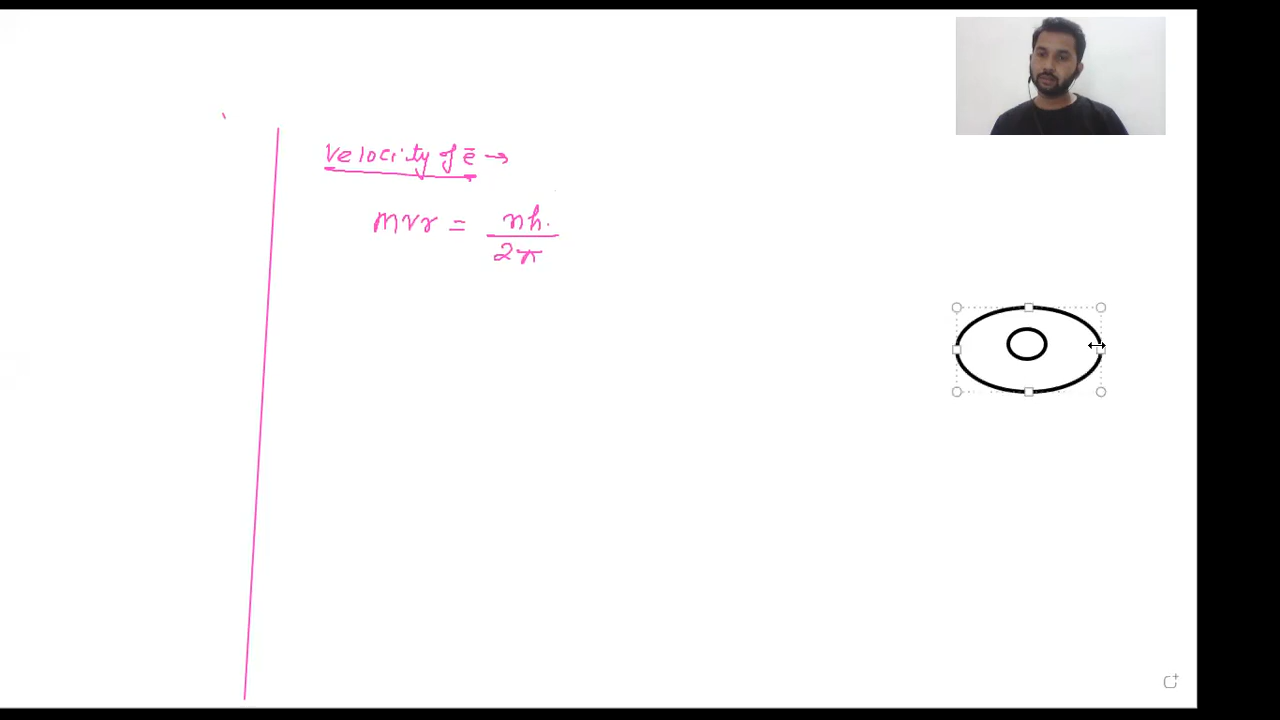 Velocity of ē →
mvr = nh.
2π